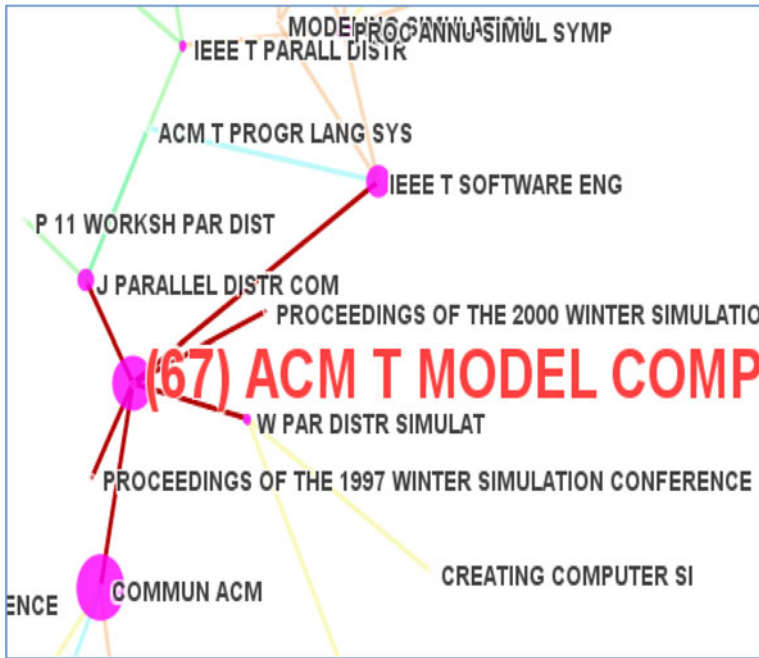 MODELING SIMULATION
PROC ANNU SIMUL SYMP
IEEE T PARALL DISTR
ACM T PROGR LANG SYS
IEEE T SOFTWARE ENG
P 11 WORKSH PAR DIST
J PARALLEL DISTR COM
PROCEEDINGS OF THE 2000 WINTER SIMULATIO
(67) ACM T MODEL COMP
W PAR DISTR SIMULAT
PROCEEDINGS OF THE 1997 WINTER SIMULATION CONFERENCE
CREATING COMPUTER SI
COMMUN ACM
ENCE